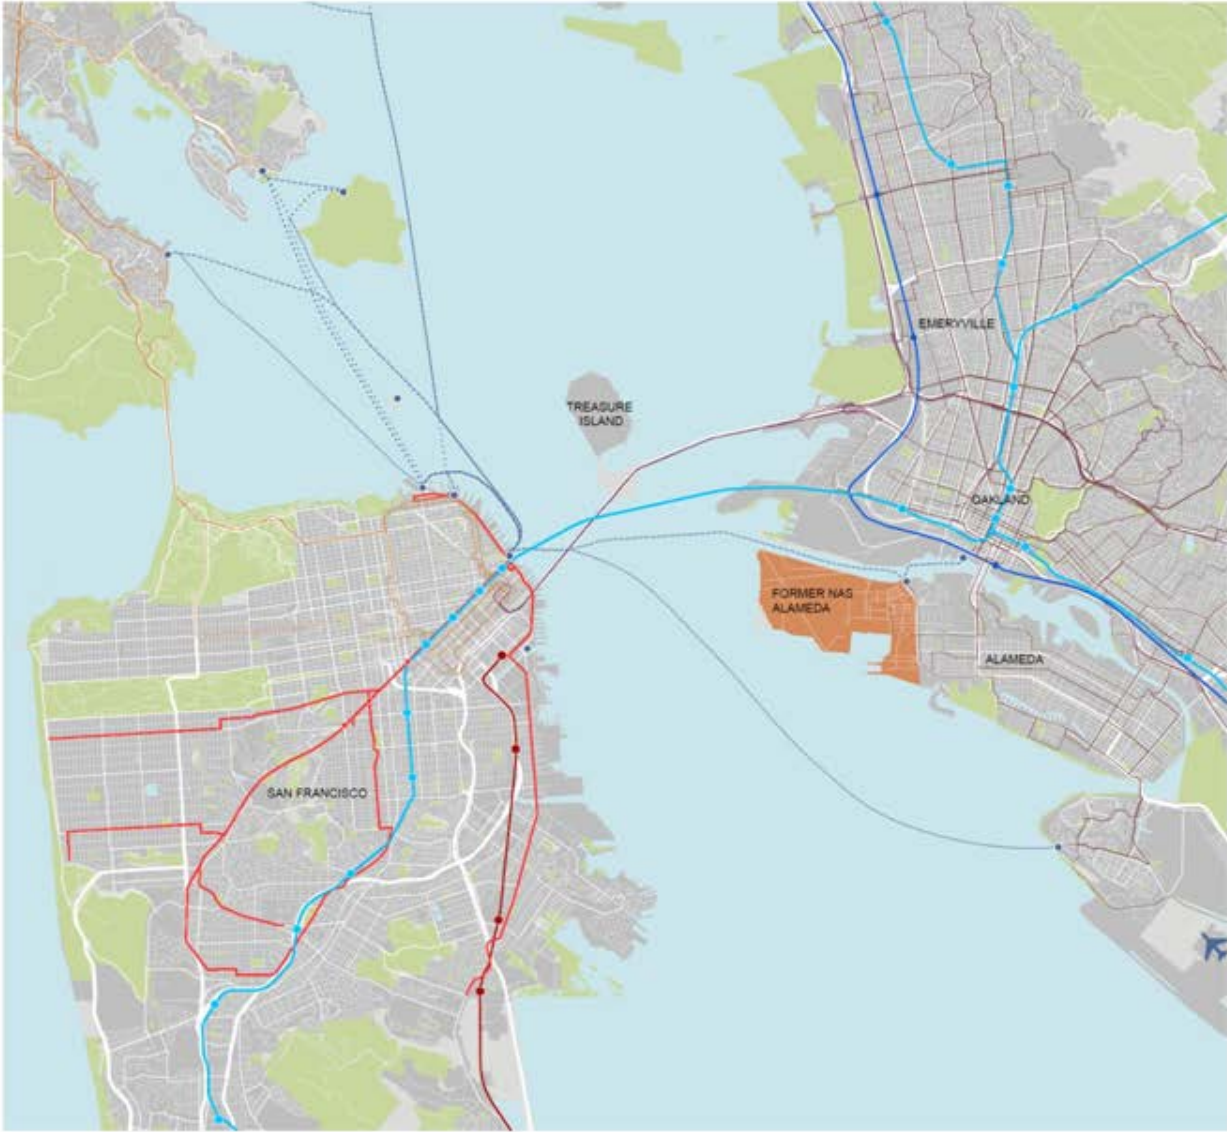 EMERYVILLE
TREASURE
ISLAND
OAKLAND
FORMER NAS
ALAMEDA
ALAMEDA
SAN FRANCISCO